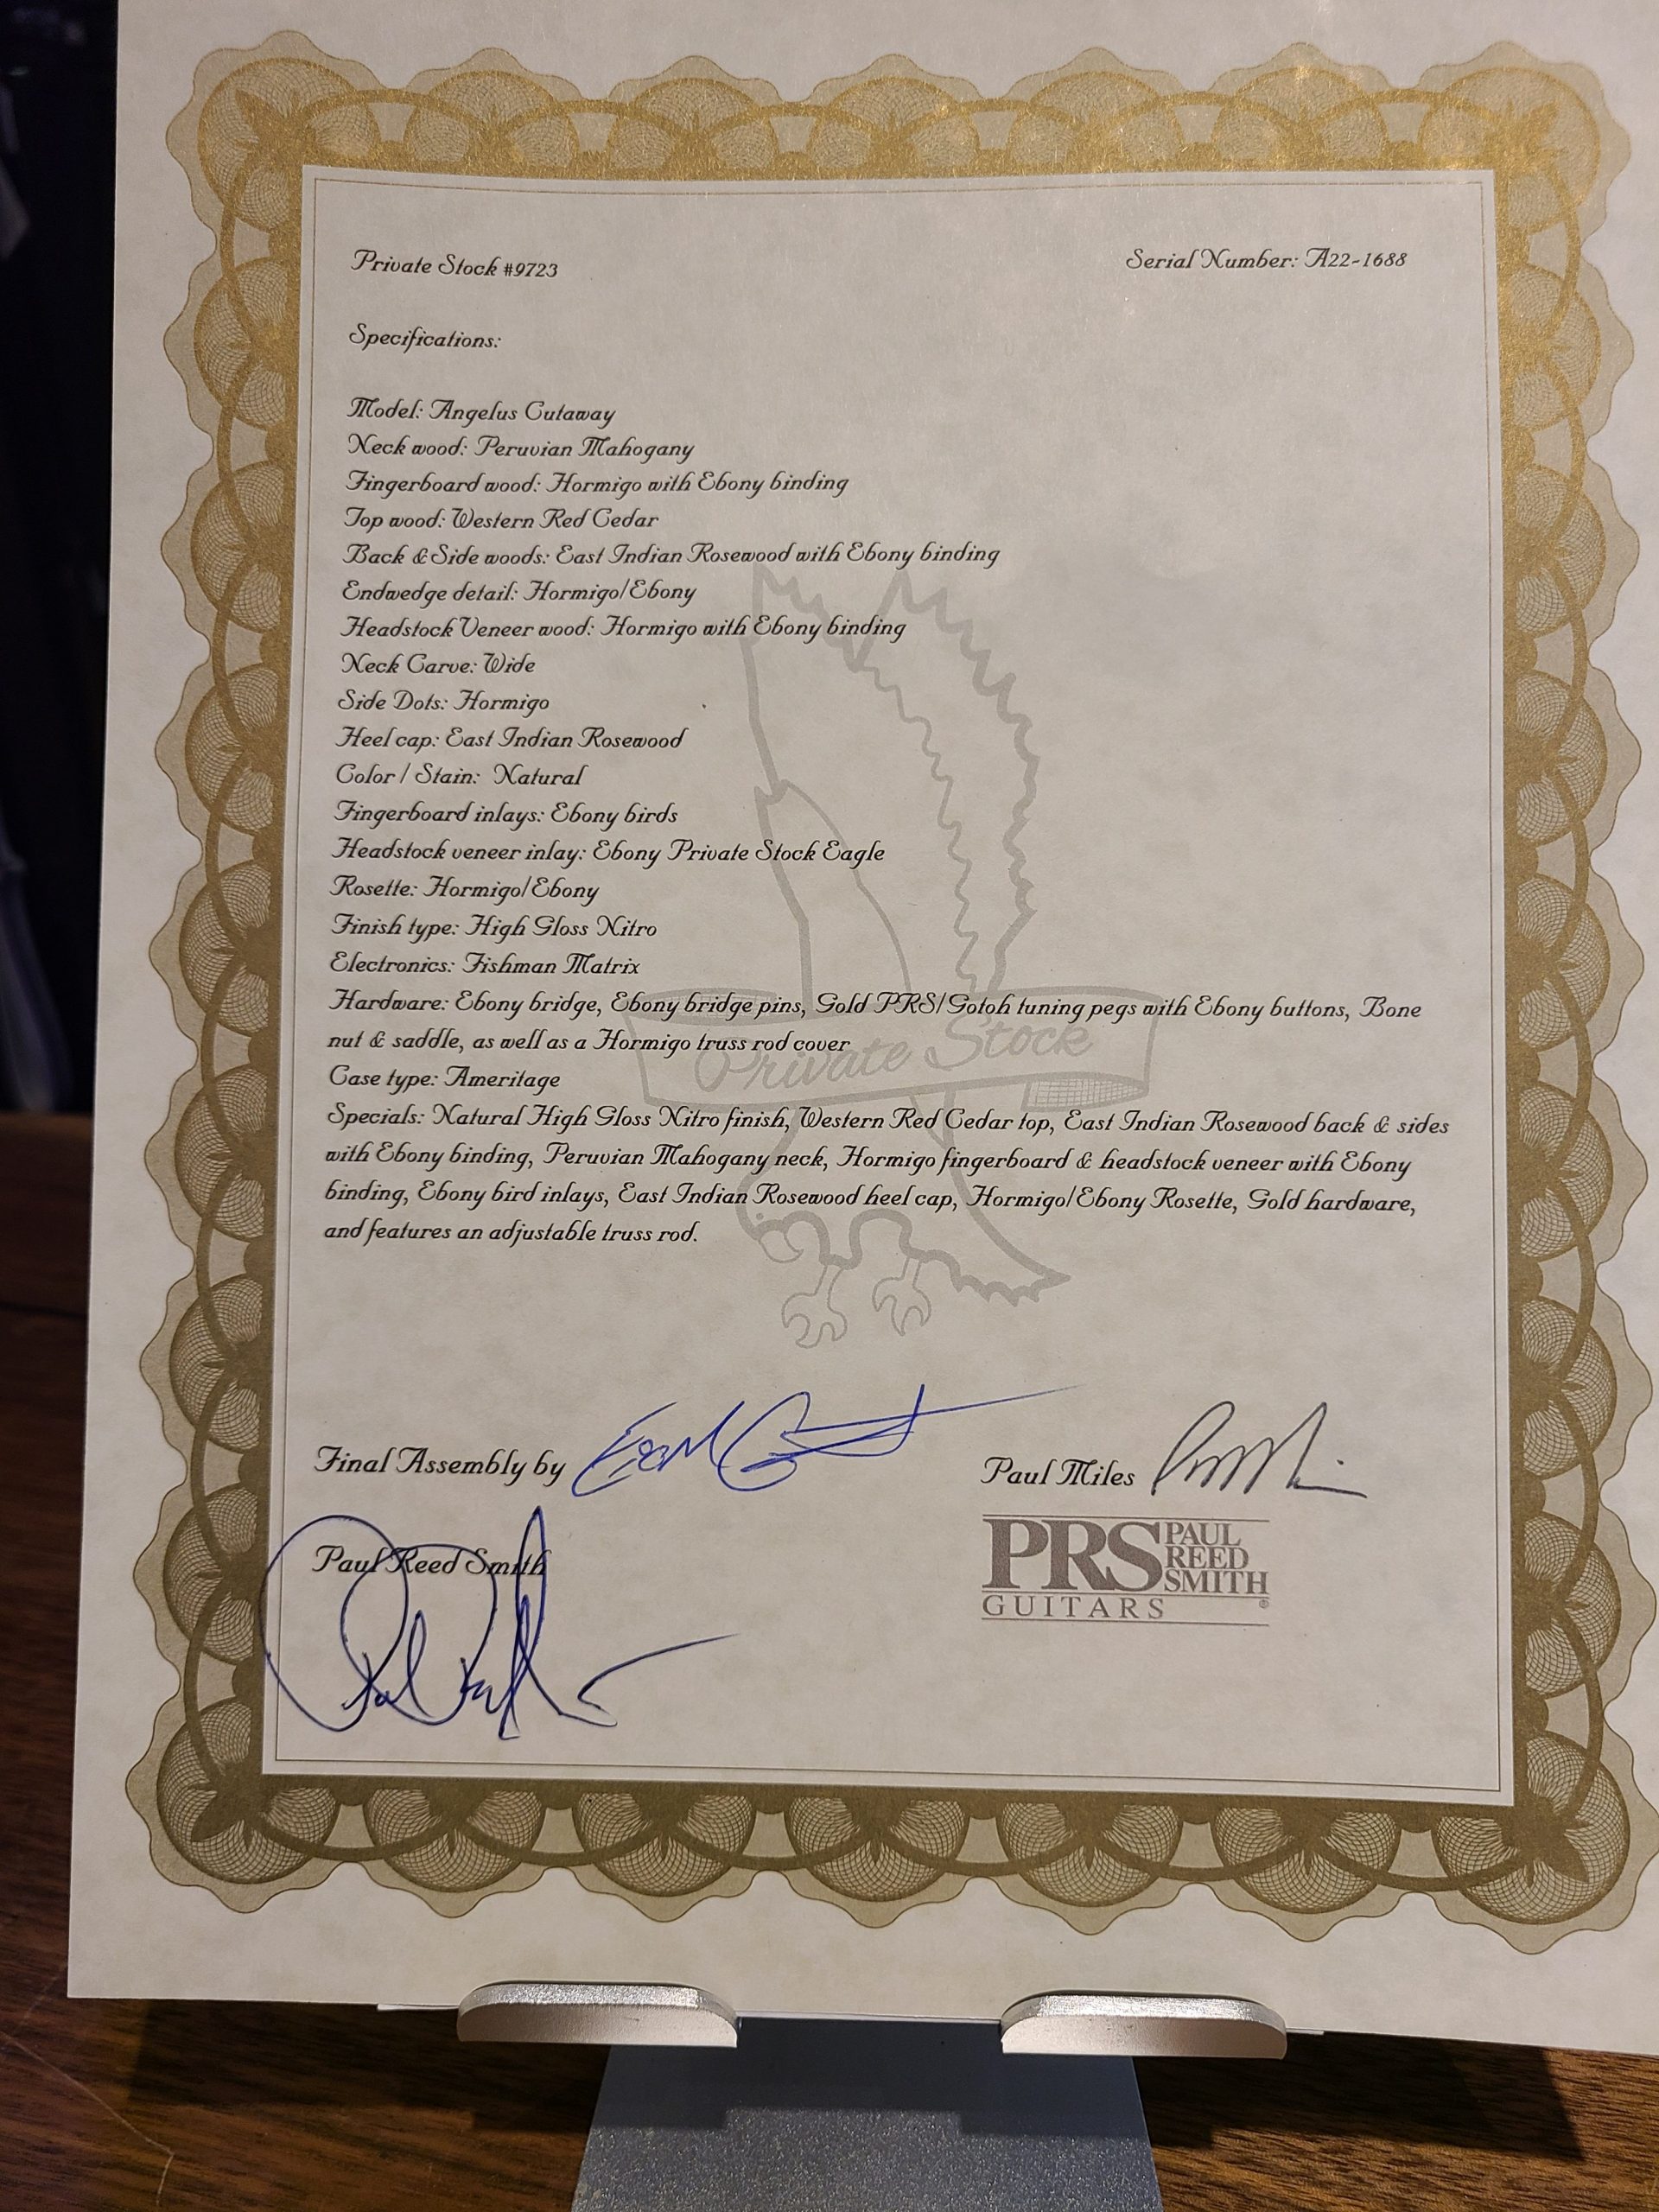 Private Stock #9723
Serial Number: A22-1688
Specifications:
Model: Angelus Cutaway
Neck wood: Peruvian Mahogany
Fingerboard wood: Hormigo with Ebony binding
Top wood: Western Red Cedar
Back & Side woods: East Indian Rosewood with Ebony binding
Endwedge detail: Hormigo/Ebony
Headstock Veneer wood: Hormigo with Ebony binding
Neck Carve: Wide
Side Dots: Hormigo
Heel cap: East Indian Rosewood
Color / Stain: Natural
Fingerboard inlays: Ebony birds
Headstock veneer inlay: Ebony Private Stock Eagle
Rosette: Hormigo/Ebony
Finish type: High Gloss Nitro
Electronics: Fishman Matrix
Hardware: Ebony bridge, Ebony bridge pins, Gold PRS/Gotoh tuning pegs with Ebony buttons, Bone
nut & saddle, as well as a Hormigo truss rod cover
Private Stock
Case type: Ameritage
Specials: Natural High Gloss Nitro finish, Western Red Cedar top, East Indian Rosewood back & sides
with Ebony binding, Peruvian Mahogany neck, Hormigo fingerboard & headstock veneer with Ebony
binding, Ebony bird inlays, East Indian Rosewood heel cap, Hormigo/Ebony Rosette, Gold hardware,
and features an adjustable truss rod.
Final Assembly by
Paul Miles
Paul Reed Smith
PRS PAUL
REED
SMITH
GUITARS ®